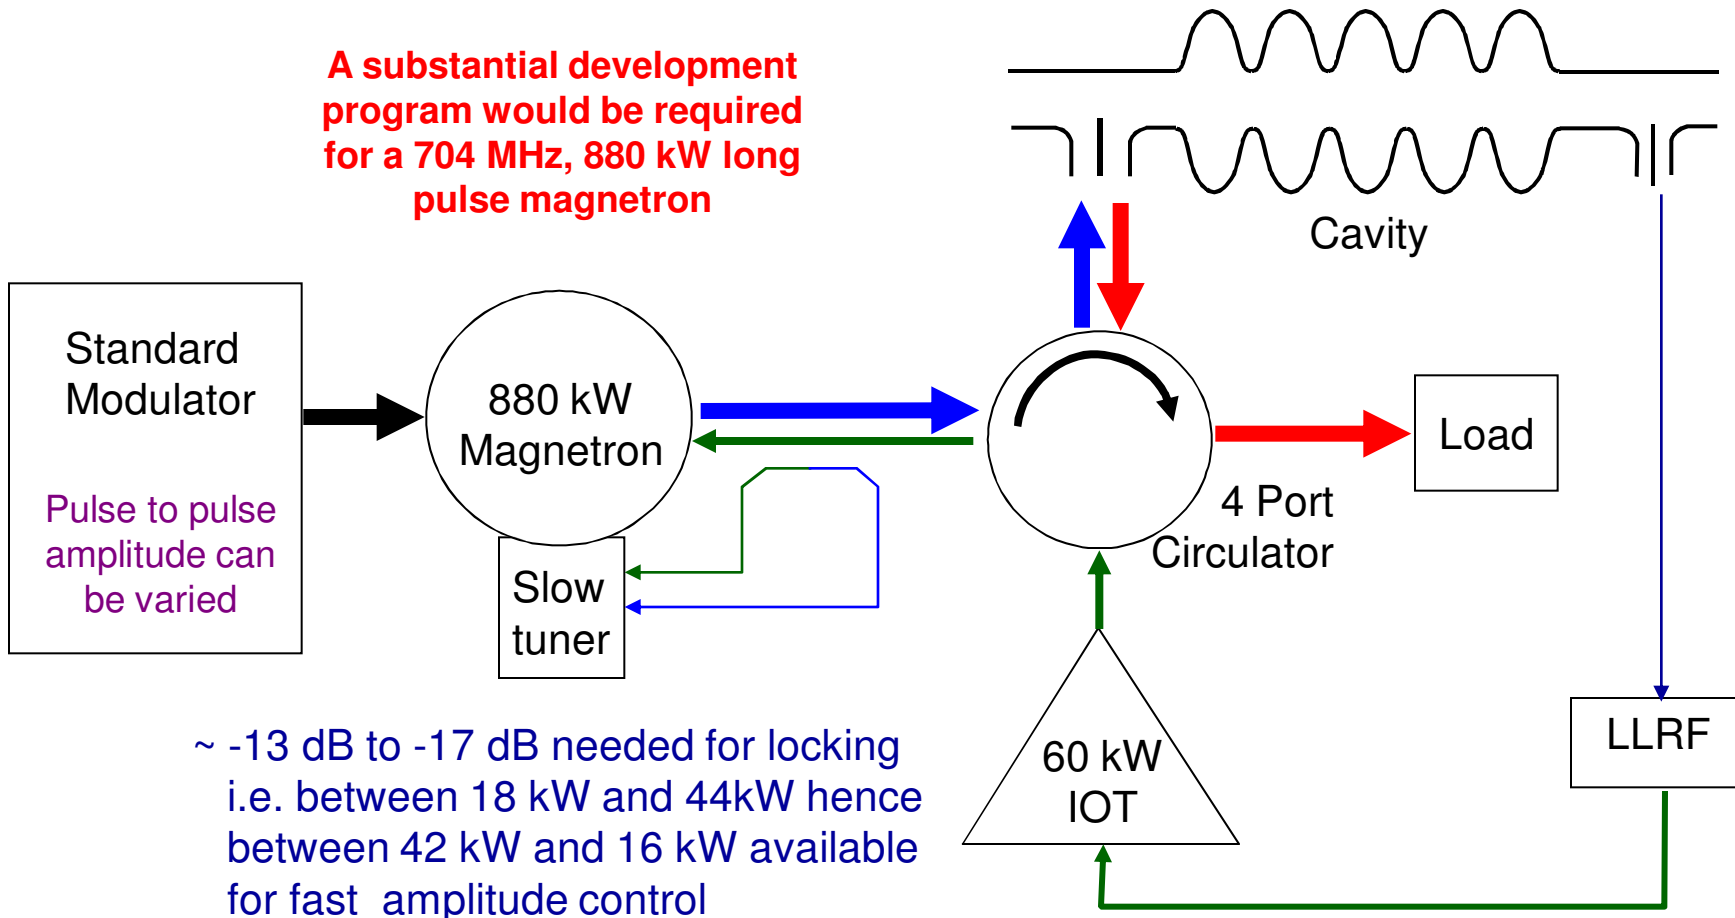 A substantial development
program would be required
for a 704 MHz, 880 kW long
pulse magnetron
Cavity
Standard
Modulator
Pulse to pulse
amplitude can
be varied
880 kW
Magnetron
Slow
tuner
4 Port
Circulator
Load
60 kW
IOT
LLRF
~ -13 dB to -17 dB needed for locking
i.e. between 18 kW and 44kW hence
between 42 kW and 16 kW available
for fast amplitude control